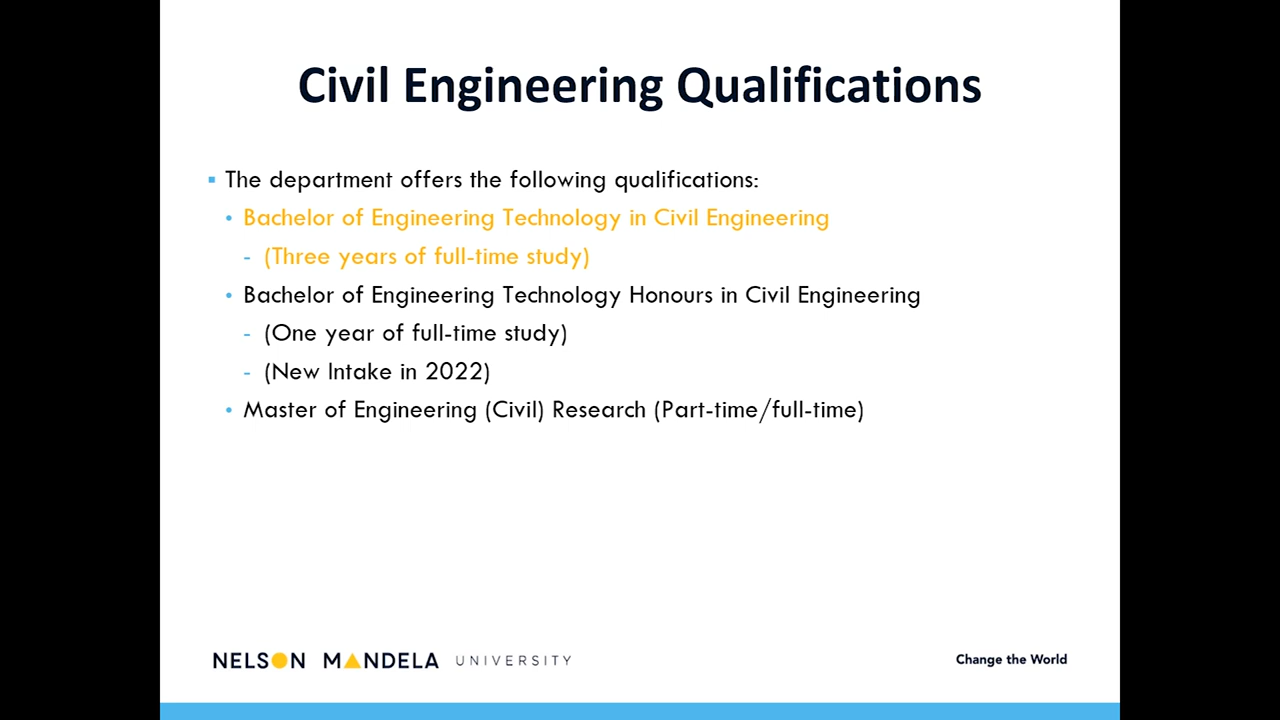 Civil Engineering Qualifications
The department offers the following qualifications:
Bachelor of Engineering Technology in Civil Engineering
- (Three years of full-time study)
Bachelor of Engineering Technology Honours in Civil Engineering
- (One year of full-time study)
- (New Intake in 2022)
Master of Engineering (Civil) Research (Part-time/full-time)
NELSON MANDELA UNIVERSITY
Change the World